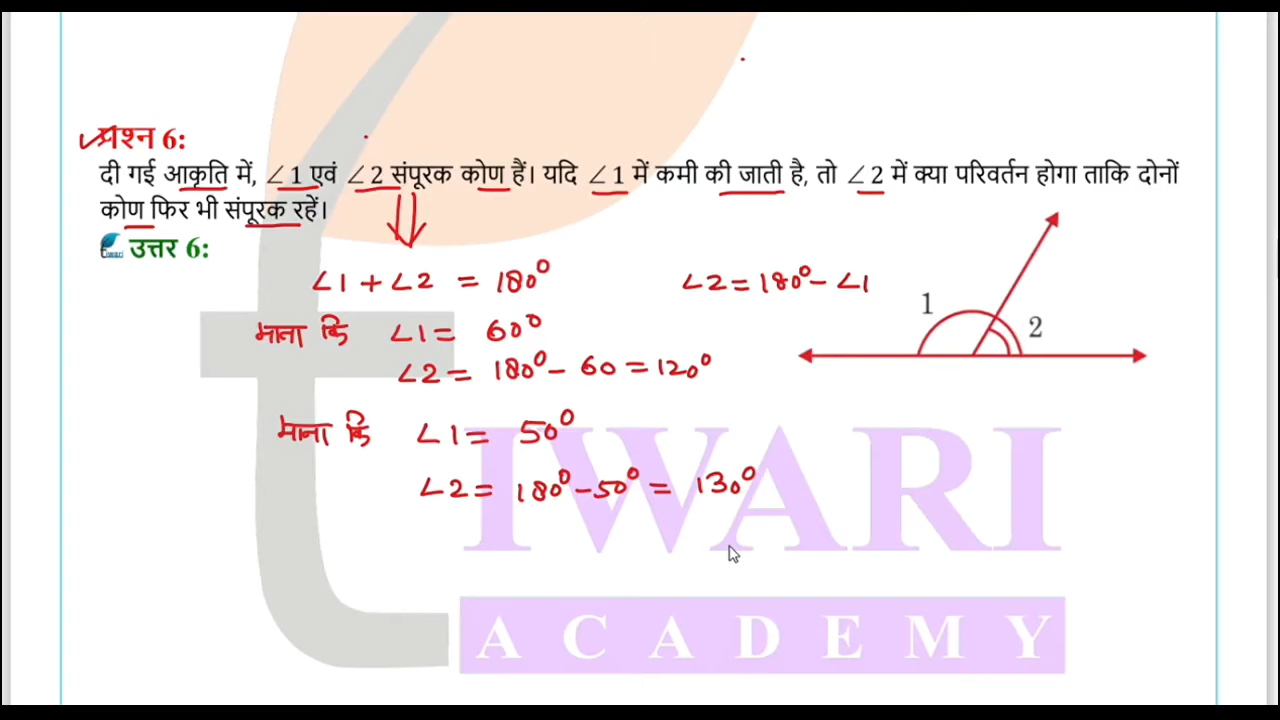 प्रश्न 6:
दी गई आकृति में, ∠1 एवं ∠2 संपूरक कोण हैं। यदि ∠1 में कमी की जाती है, तो ∠2 में क्या परिवर्तन होगा ताकि दोनों
कोण फिर भी संपूरक रहें।
उत्तर 6:
∠1 + ∠2 = 180° ∠2 = 180° - ∠1
माना कि ∠1 = 60°
∠2 = 180° - 60 = 120°
1 2
माना कि ∠1 = 50°
∠2 = 180° - 50° = 130°
IWARI
ACADEMY